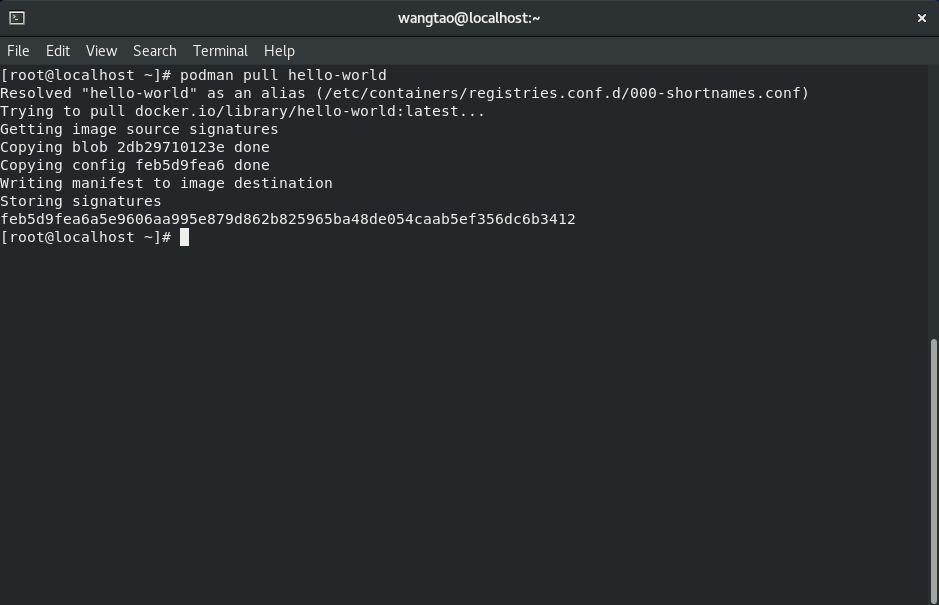 wangtao@localhost:~
File Edit View Search Terminal Help
[root@localhost ~]# podman pull hello-world
Resolved "hello-world" as an alias (/etc/containers/registries.conf.d/000-shortnames.conf)
Trying to pull docker.io/library/hello-world:latest...
Getting image source signatures
Copying blob 2db29710123e done
Copying config feb5d9fea6 done
Writing manifest to image destination
Storing signatures
feb5d9fea6a5e9606aa995e879d862b825965ba48de054caab5ef356dc6b3412
[root@localhost ~]#